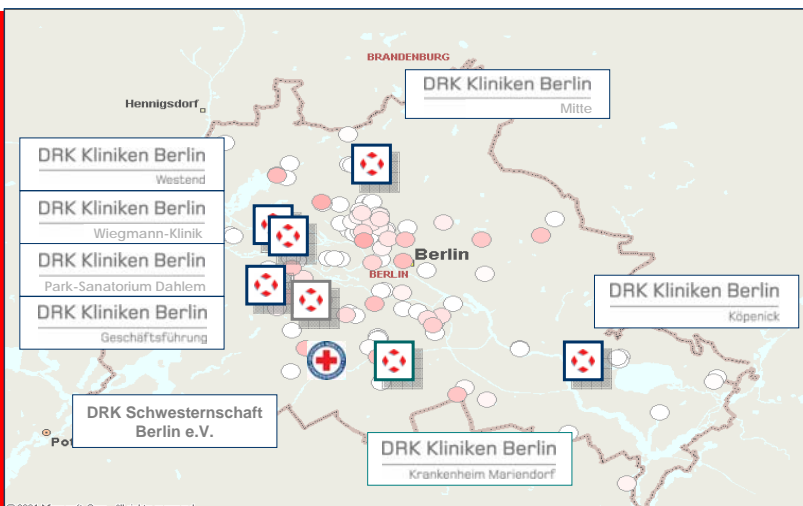 BRANDENBURG
DRK Kliniken Berlin
Mitte
Hennigsdorf
DRK Kliniken Berlin
Westend
DRK Kliniken Berlin
Wiegmann-Klinik
DRK Kliniken Berlin
Park-Sanatorium Dahlem
DRK Kliniken Berlin
Geschäftsführung
Berlin
BERLIN
DRK Kliniken Berlin
Köpenick
DRK Schwesternschaft
Berlin e.V.
Pot
DRK Kliniken Berlin
Krankenheim Mariendorf